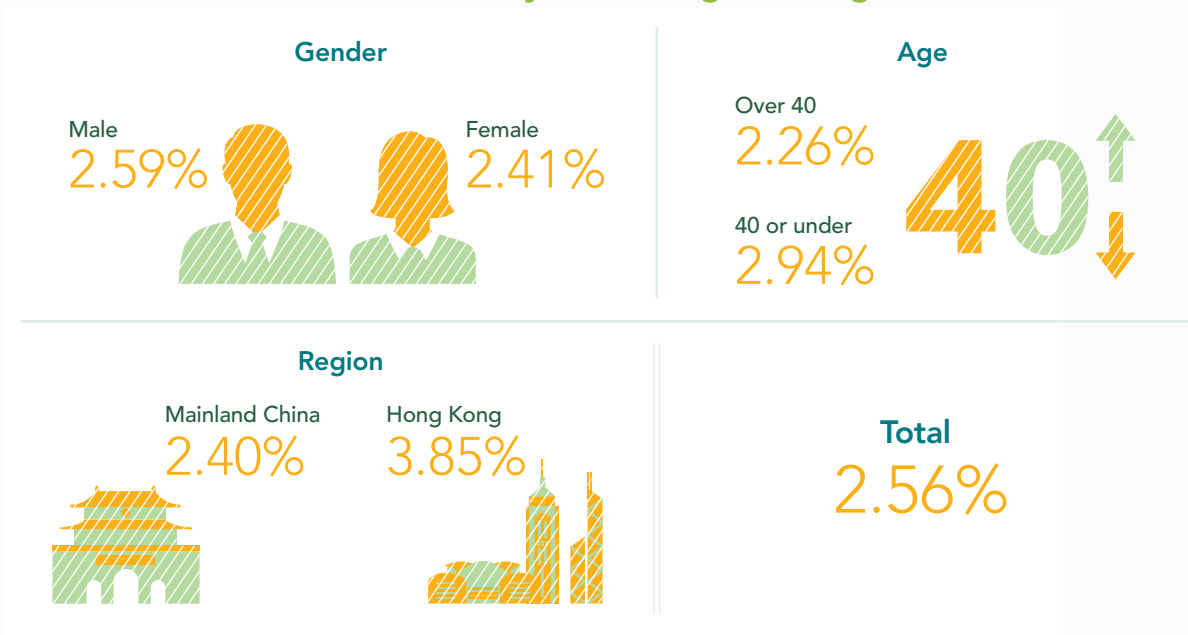 Gender
Male
2.59%
Female
2.41%
Age
Over 40
2.26%
40 or under
2.94%
40
Region
Mainland China
2.40%
Hong Kong
3.85%
Total
2.56%